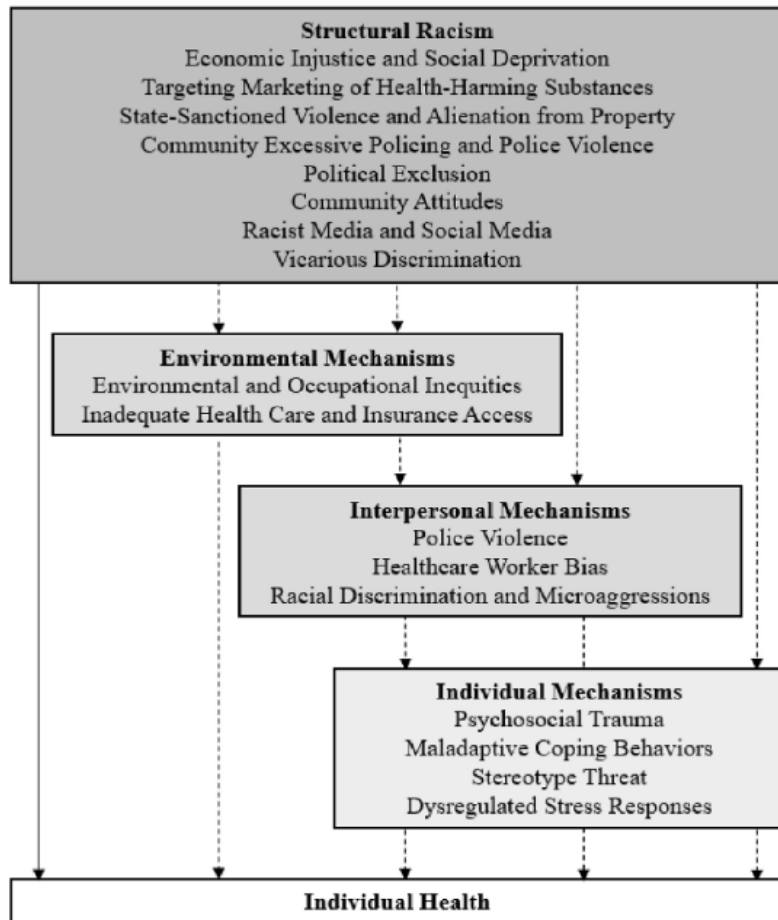 Structural Racism
Economic Injustice and Social Deprivation
Targeting Marketing of Health-Harming Substances
State-Sanctioned Violence and Alienation from Property
Community Excessive Policing and Police Violence
Political Exclusion
Community Attitudes
Racist Media and Social Media
Vicarious Discrimination
Environmental Mechanisms
Environmental and Occupational Inequities
Inadequate Health Care and Insurance Access
Interpersonal Mechanisms
Police Violence
Healthcare Worker Bias
Racial Discrimination and Microaggressions
Individual Mechanisms
Psychosocial Trauma
Maladaptive Coping Behaviors
Stereotype Threat
Dysregulated Stress Responses
Individual Health